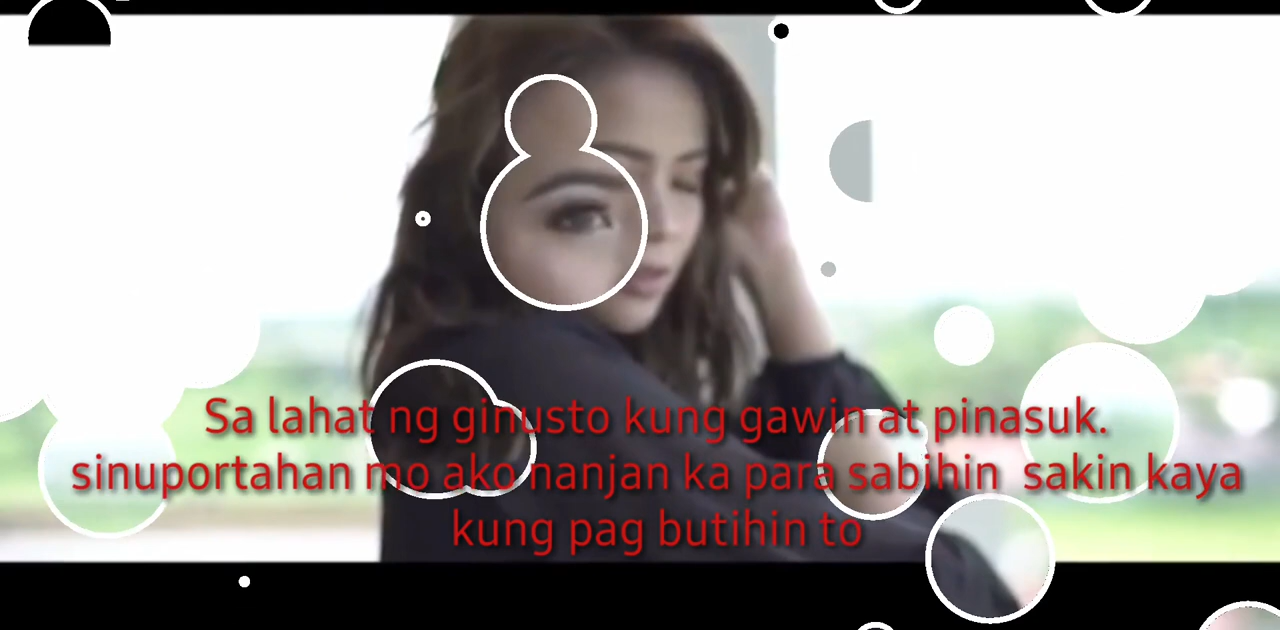 Sa lahat ng ginusto kung gawin at pinasuk.
sinuportahan mo ako nanjan ka para sabihin sakin kaya
kung pag butihin to